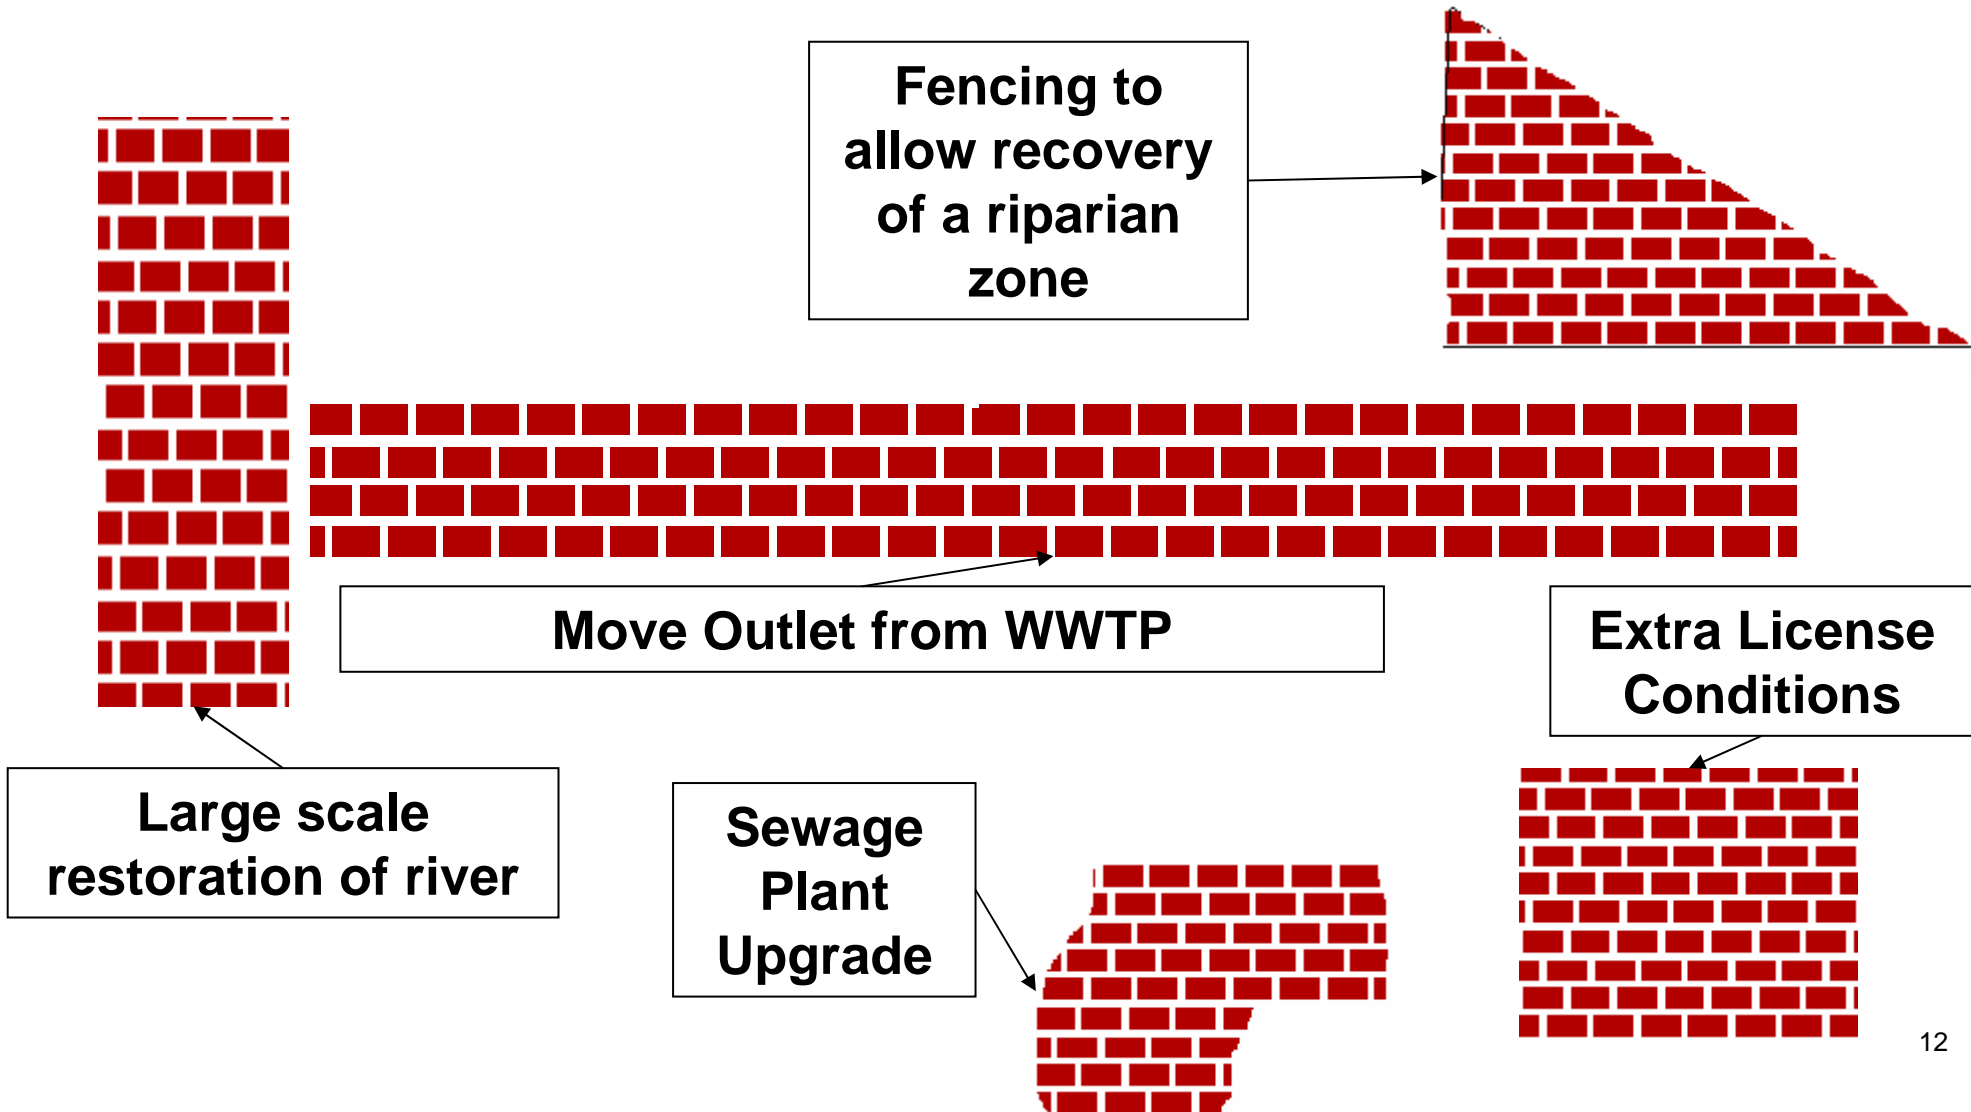 Fencing to
allow recovery
of a riparian
zone
Move Outlet from WWTP
Extra License
Conditions
Large scale
restoration of river
Sewage
Plant
Upgrade
12